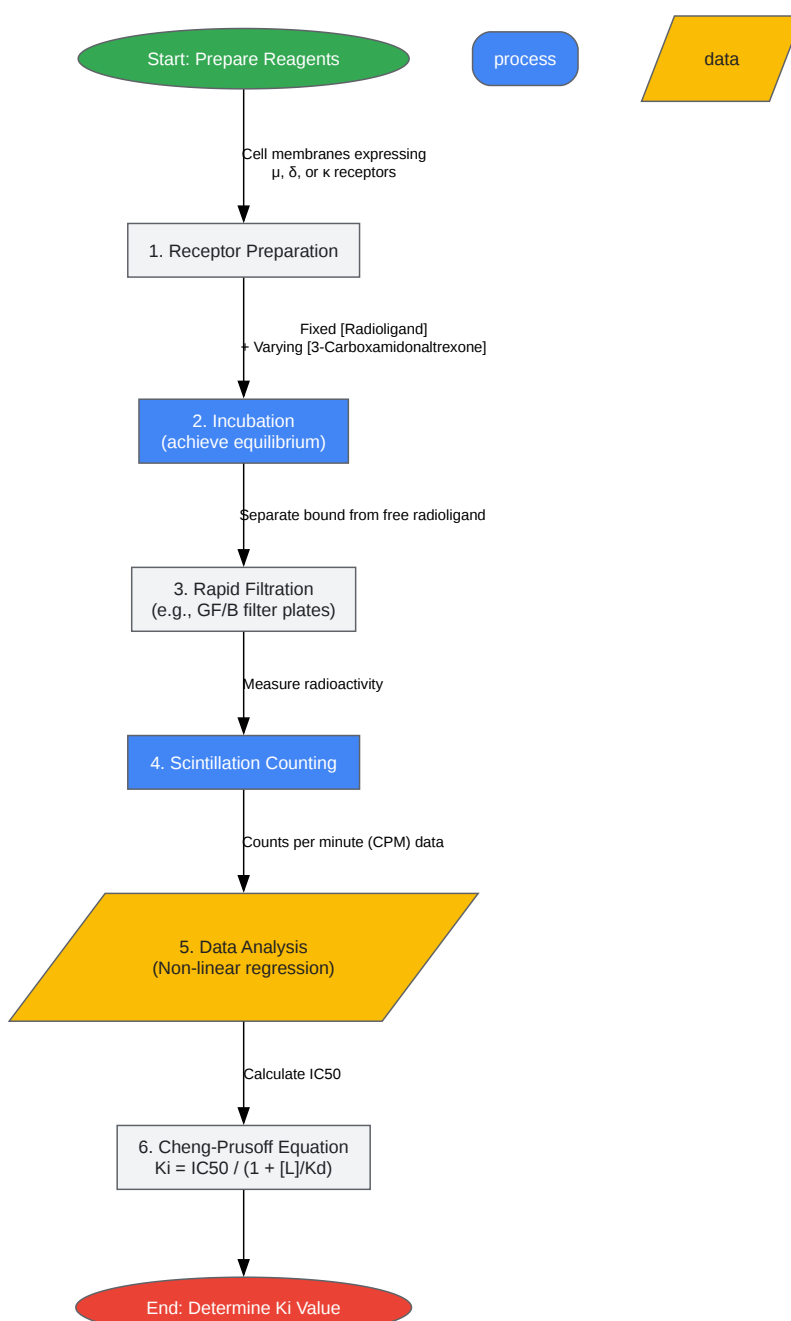 Start: Prepare Reagents
process
data
Cell membranes expressing
μ, δ, or κ receptors
1. Receptor Preparation
Fixed [Radioligand]
+ Varying [3-Carboxamidonaltrexone]
2. Incubation
(achieve equilibrium)
Separate bound from free radioligand
3. Rapid Filtration
(e.g., GF/B filter plates)
Measure radioactivity
4. Scintillation Counting
Counts per minute (CPM) data
5. Data Analysis
(Non-linear regression)
Calculate IC50
6. Cheng-Prusoff Equation
Ki = IC50 / (1 + [L]/Kd)
End: Determine Ki Value